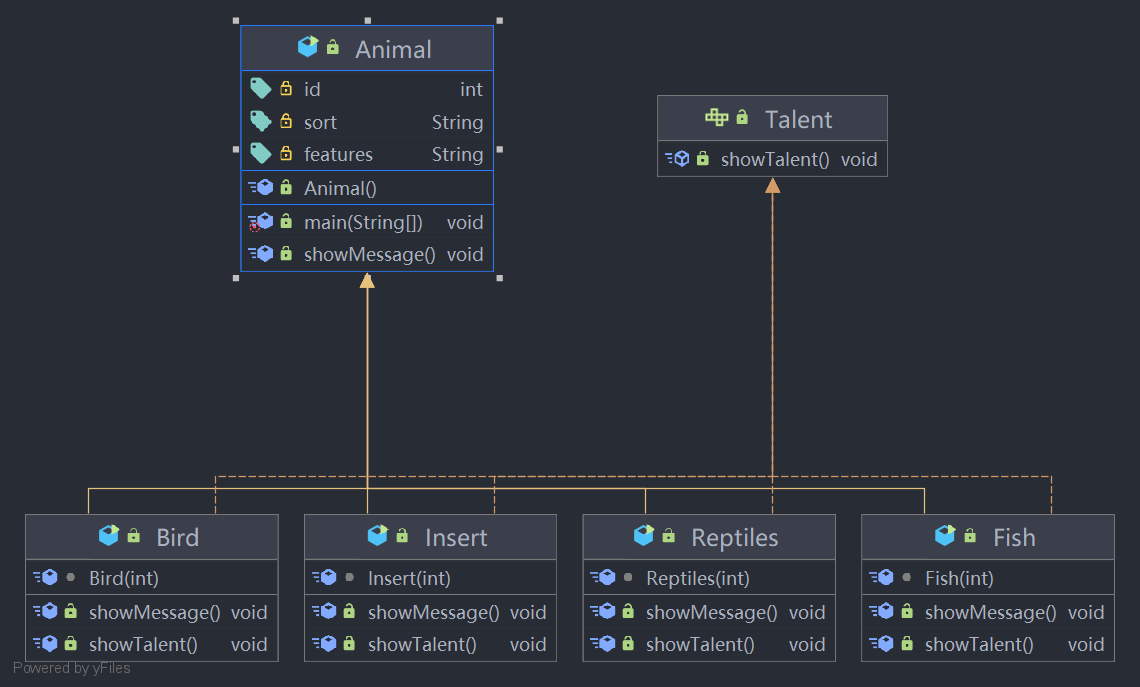 Animal
id int
sort String
features String
Animal()
main(String[]) void
showMessage() void
Talent
showTalent() void
Bird
Bird(int)
showMessage() void
showTalent() void
Insert
Insert(int)
showMessage() void
showTalent() void
Reptiles
Reptiles(int)
showMessage() void
showTalent() void
Fish
Fish(int)
showMessage() void
showTalent() void
Powered by yFiles